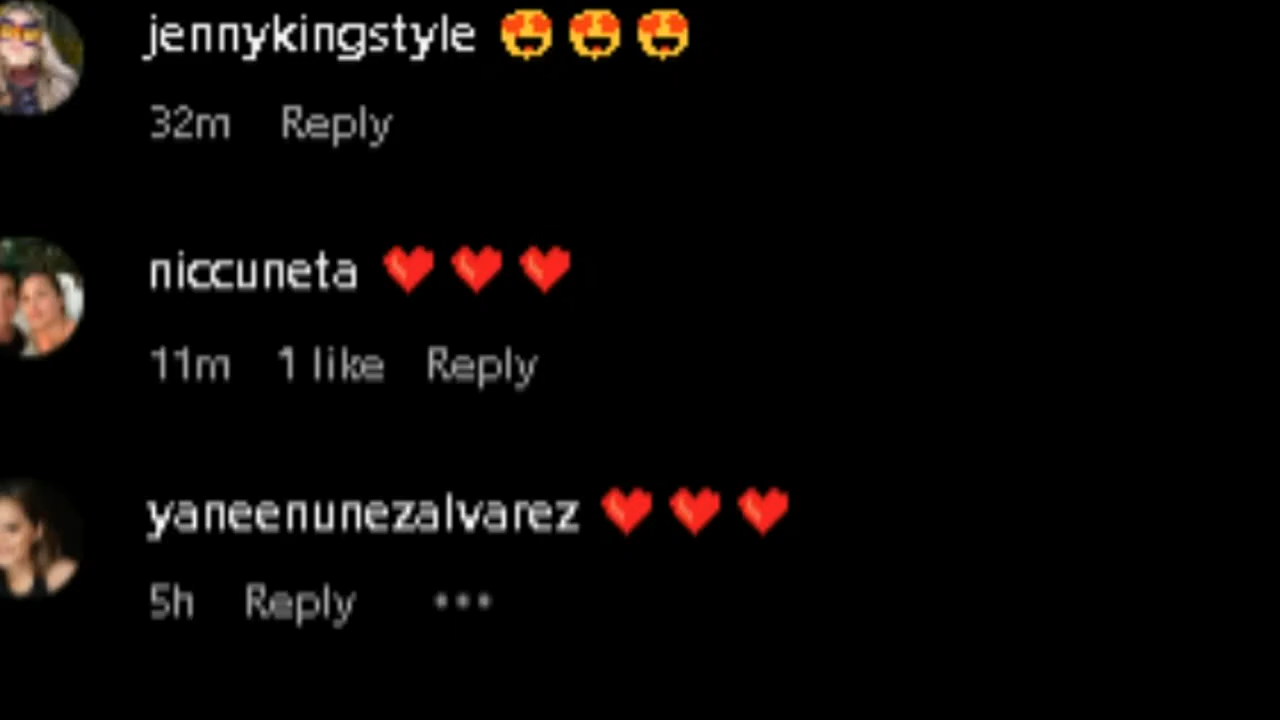 jennykingstyle 😍 😍 😍
32m Reply
niccuneta ❤️ ❤️ ❤️
11m 1 like Reply
yaneenunezalvarez ❤️ ❤️ ❤️
5h Reply •••